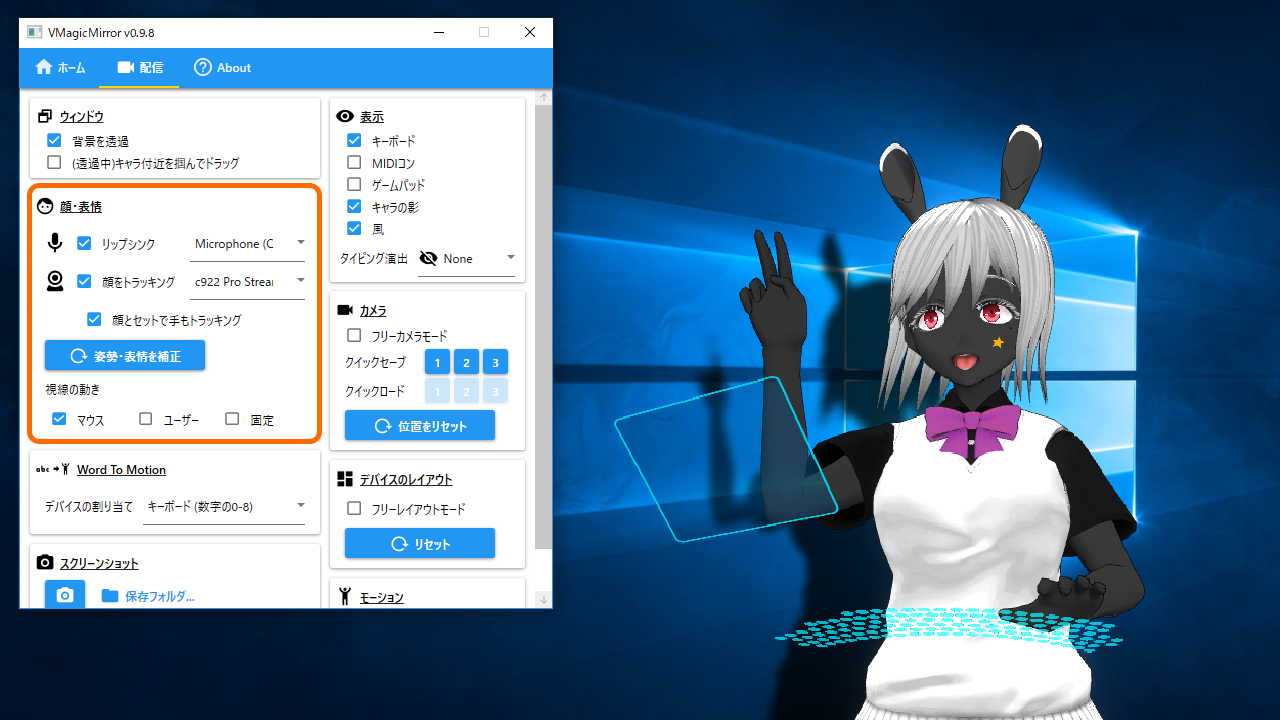 VMagicMirror v0.9.8
ホーム
配信
About
ウィンドウ
背景を透過
(透過中)キャラ付近を掴んでドラッグ
顔・表情
リップシンク
Microphone (C
顔をトラッキング
c922 Pro Strear
顔とセットで手もトラッキング
姿勢・表情を補正
視線の動き
マウス
ユーザー
固定
abc
Word To Motion
デバイスの割り当て
キーボード (数字の0-8)
スクリーンショット
保存フォルダ...
表示
キーボード
MIDIコン
ゲームパッド
キャラの影
風
タイピング演出
None
カメラ
フリーカメラモード
クイックセーブ
1 2 3
クイックロード
1 2 3
位置をリセット
デバイスのレイアウト
フリーレイアウトモード
リセット
モーション